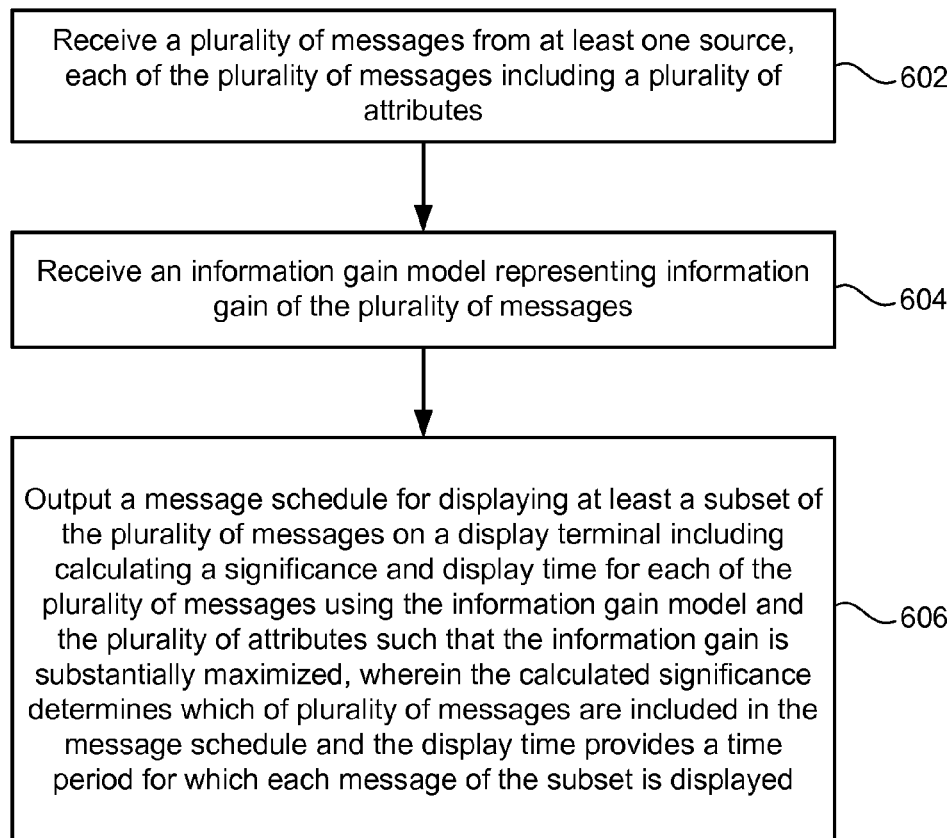 Receive a plurality of messages from at least one source,
each of the plurality of messages including a plurality of
attributes
602
Receive an information gain model representing information
gain of the plurality of messages
604
Output a message schedule for displaying at least a subset of
the plurality of messages on a display terminal including
calculating a significance and display time for each of the
plurality of messages using the information gain model and
the plurality of attributes such that the information gain is
substantially maximized, wherein the calculated significance
determines which of plurality of messages are included in the
message schedule and the display time provides a time
period for which each message of the subset is displayed
606